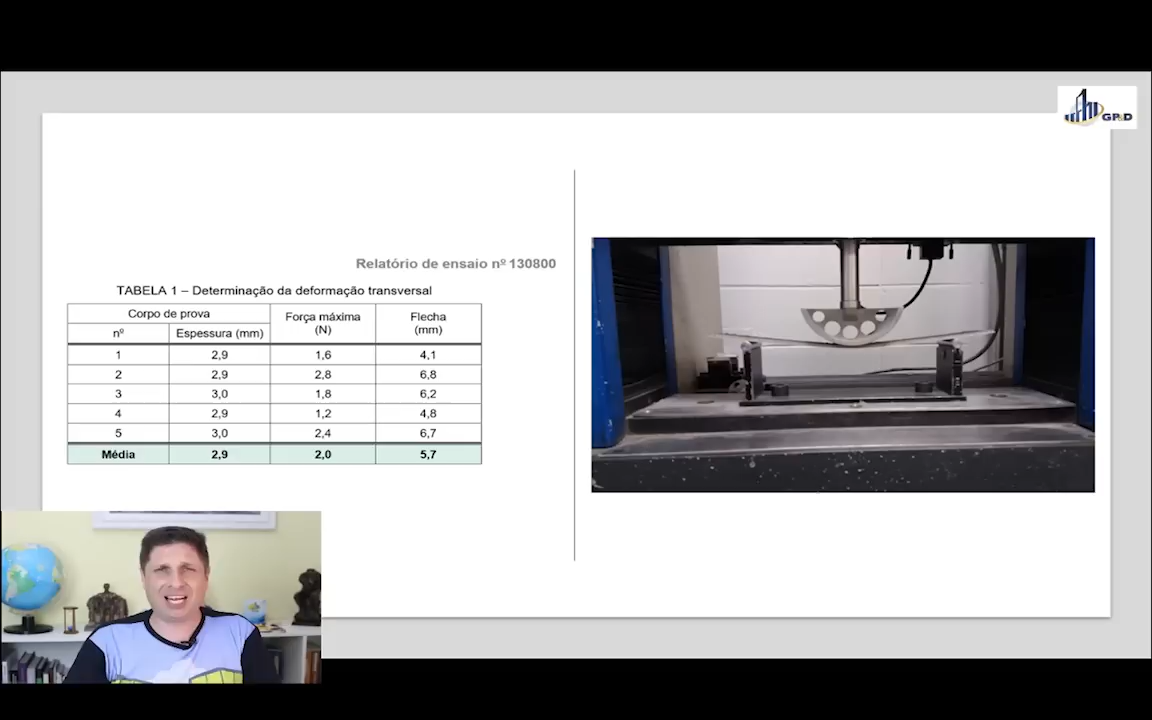 GP&D
Relatório de ensaio nº 130800
TABELA 1 – Determinação da deformação transversal
Corpo de prova Força máxima (N) Flecha (mm)
nº Espessura (mm)
1 2,9 1,6 4,1
2 2,9 2,8 6,8
3 3,0 1,8 6,2
4 2,9 1,2 4,8
5 3,0 2,4 6,7
Média 2,9 2,0 5,7